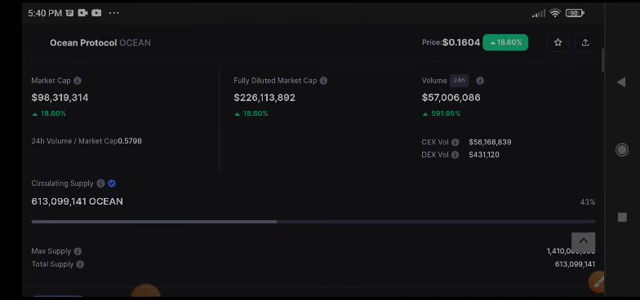 5:40 PM
Ocean Protocol OCEAN
Price:$0.1604 18.60%
Market Cap
$98,319,314
18.60%
24h Volume / Market Cap0.5798
Fully Diluted Market Cap
$226,113,892
18.60%
Volume 24h
$57,006,086
591.95%
CEX Vol $56,168,839
DEX Vol $431,120
Circulating Supply
613,099,141 OCEAN
43%
Max Supply
Total Supply 613,099,141